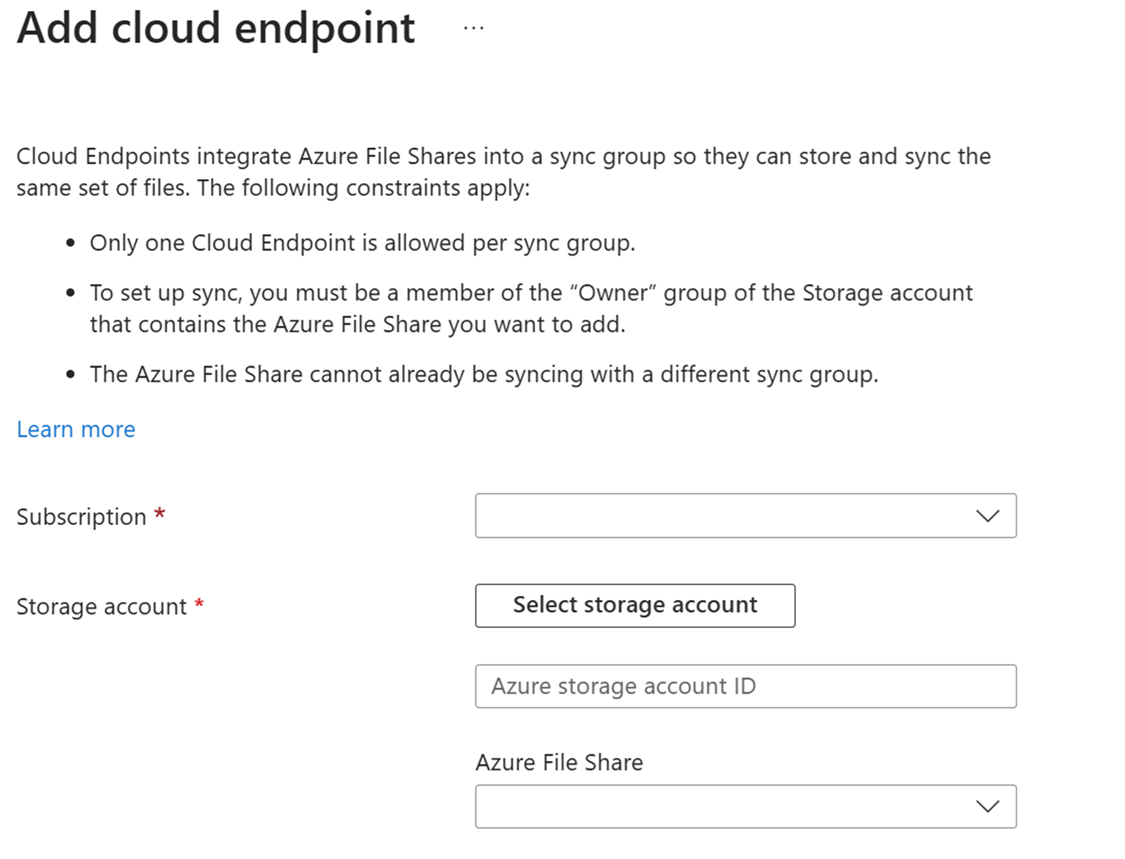 Add cloud endpoint ...
Cloud Endpoints integrate Azure File Shares into a sync group so they can store and sync the
same set of files. The following constraints apply:
• Only one Cloud Endpoint is allowed per sync group.
• To set up sync, you must be a member of the “Owner” group of the Storage account
that contains the Azure File Share you want to add.
• The Azure File Share cannot already be syncing with a different sync group.
Learn more
Subscription *
Storage account *
Select storage account
Azure storage account ID
Azure File Share